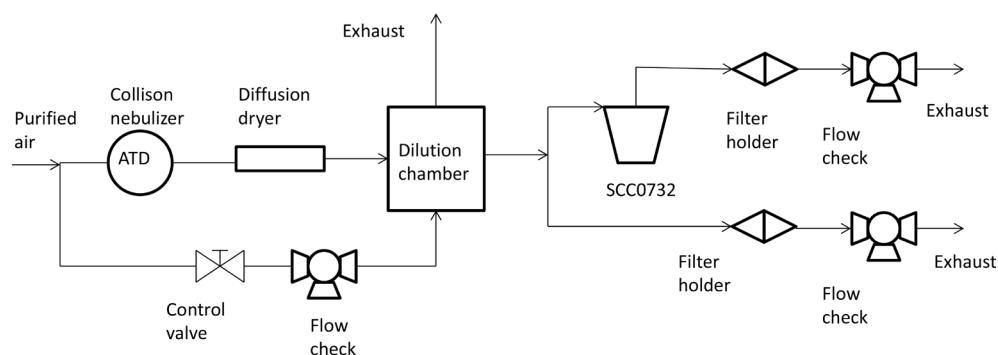 Exhaust
Purified
air
Collison
nebulizer
Diffusion
dryer
ATD
Dilution
chamber
SCC0732
Filter
holder
Flow
check
Exhaust
Control
valve
Flow
check
Filter
holder
Flow
check
Exhaust